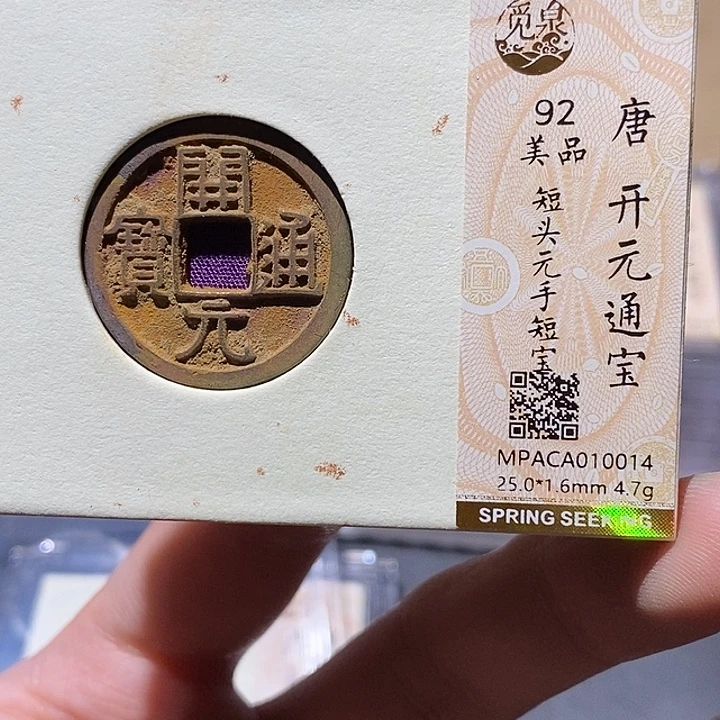 開
元
通
寶
觅泉
唐 开元通宝
92
美品
短头元手短宝
MPACA010014
25.0*1.6mm 4.7g
SPRING SEEKING